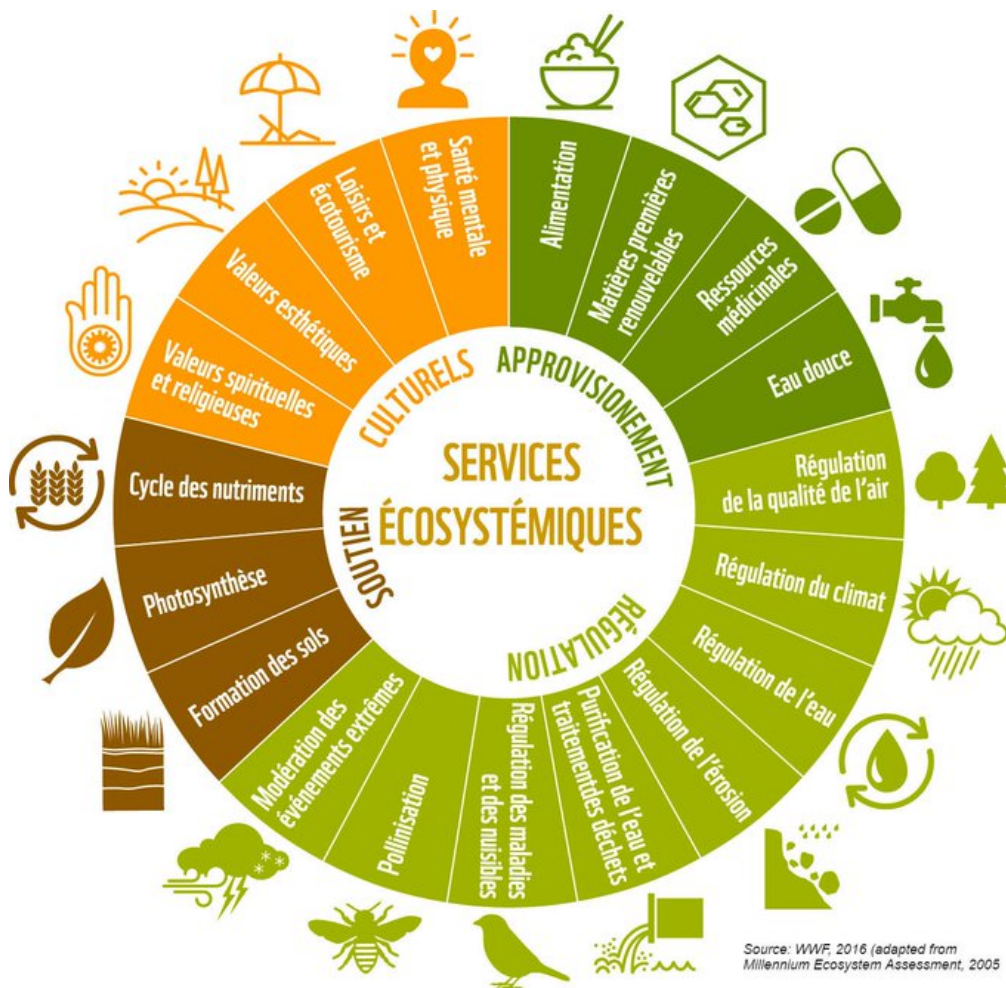 SERVICES
ÉCOSYSTÉMIQUES
APPROVISIONEMENT
Alimentation
Matières premières
renouvelables
Ressources
médicinales
Eau douce
RÉGULATION
Régulation
de la qualité de l'air
Régulation du climat
Régulation de l'eau
Régulation de l'érosion
Purification de l'eau et
traitementdes déchets
Régulation des maladies
et des nuisibles
Pollinisation
Modération des
événements extrêmes
SOUTIEN
Formation des sols
Photosynthèse
Cycle des nutriments
CULTURELS
Valeurs spirituelles
et religieuses
Valeurs esthétiques
Loisirs et
écotourisme
Santé mentale
et physique
Source: WWF, 2016 (adapted from
Millennium Ecosystem Assessment, 2005